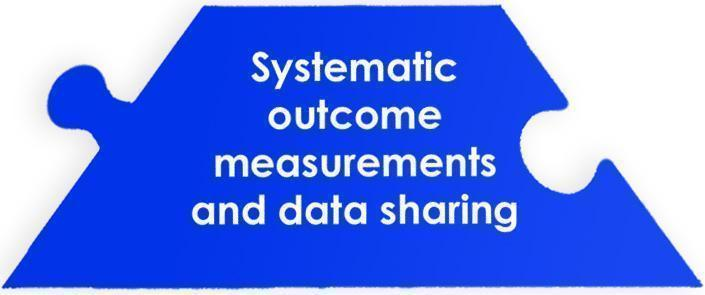 Systematic
outcome
measurements
and data sharing